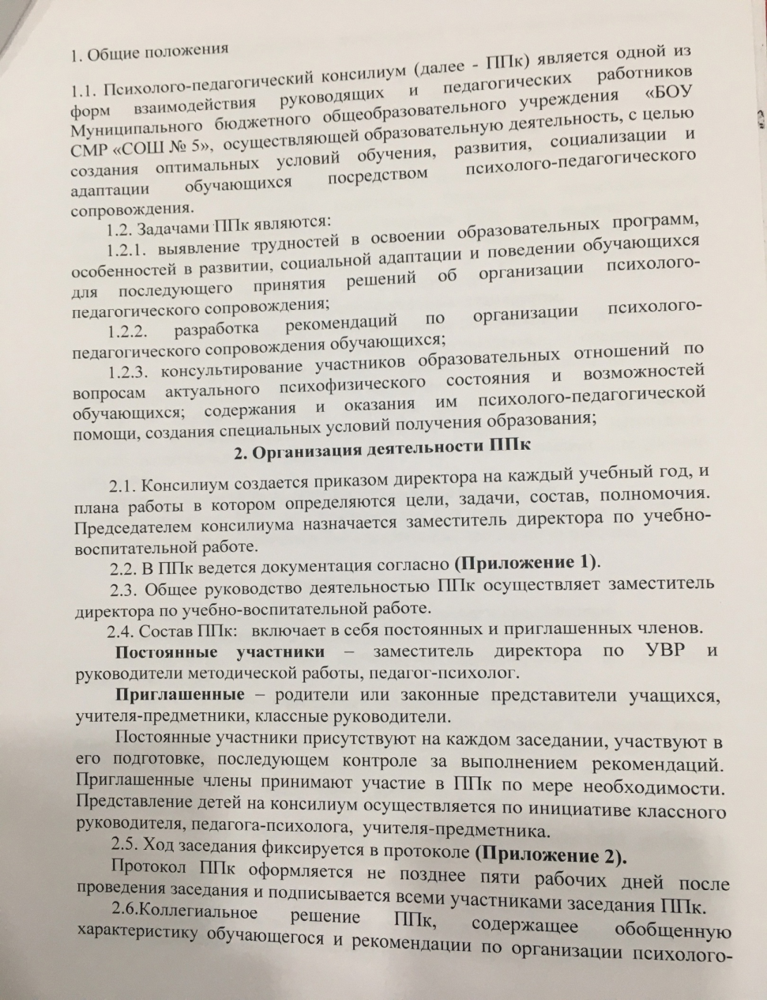 1. Общие положения
1.1. Психолого-педагогический консилиум (далее - ППк) является одной из
форм взаимодействия руководящих и педагогических работников
Муниципального бюджетного общеобразовательного учреждения «БОУ
СМР «СОШ № 5», осуществляющей образовательную деятельность, с целью
создания оптимальных условий обучения, развития, социализации и
адаптации обучающихся посредством психолого-педагогического
сопровождения.
1.2. Задачами ППк являются:
1.2.1. выявление трудностей в освоении образовательных программ,
особенностей в развитии, социальной адаптации и поведении обучающихся
для последующего принятия решений об организации психолого-
педагогического сопровождения;
1.2.2. разработка рекомендаций по организации психолого-
педагогического сопровождения обучающихся;
1.2.3. консультирование участников образовательных отношений по
вопросам актуального психофизического состояния и возможностей
обучающихся; содержания и оказания им психолого-педагогической
помощи, создания специальных условий получения образования;
2. Организация деятельности ППк
2.1. Консилиум создается приказом директора на каждый учебный год, и
плана работы в котором определяются цели, задачи, состав, полномочия.
Председателем консилиума назначается заместитель директора по учебно-
воспитательной работе.
2.2. В ППк ведется документация согласно (Приложение 1).
2.3. Общее руководство деятельностью ППк осуществляет заместитель
директора по учебно-воспитательной работе.
2.4. Состав ППк: включает в себя постоянных и приглашенных членов.
Постоянные участники – заместитель директора по УВР и
руководители методической работы, педагог-психолог.
Приглашенные – родители или законные представители учащихся,
учителя-предметники, классные руководители.
Постоянные участники присутствуют на каждом заседании, участвуют в
его подготовке, последующем контроле за выполнением рекомендаций.
Приглашенные члены принимают участие в ППк по мере необходимости.
Представление детей на консилиум осуществляется по инициативе классного
руководителя, педагога-психолога, учителя-предметника.
2.5. Ход заседания фиксируется в протоколе (Приложение 2).
Протокол ППк оформляется не позднее пяти рабочих дней после
проведения заседания и подписывается всеми участниками заседания ППк.
2.6.Коллегиальное решение ППк, содержащее обобщенную
характеристику обучающегося и рекомендации по организации психолого-